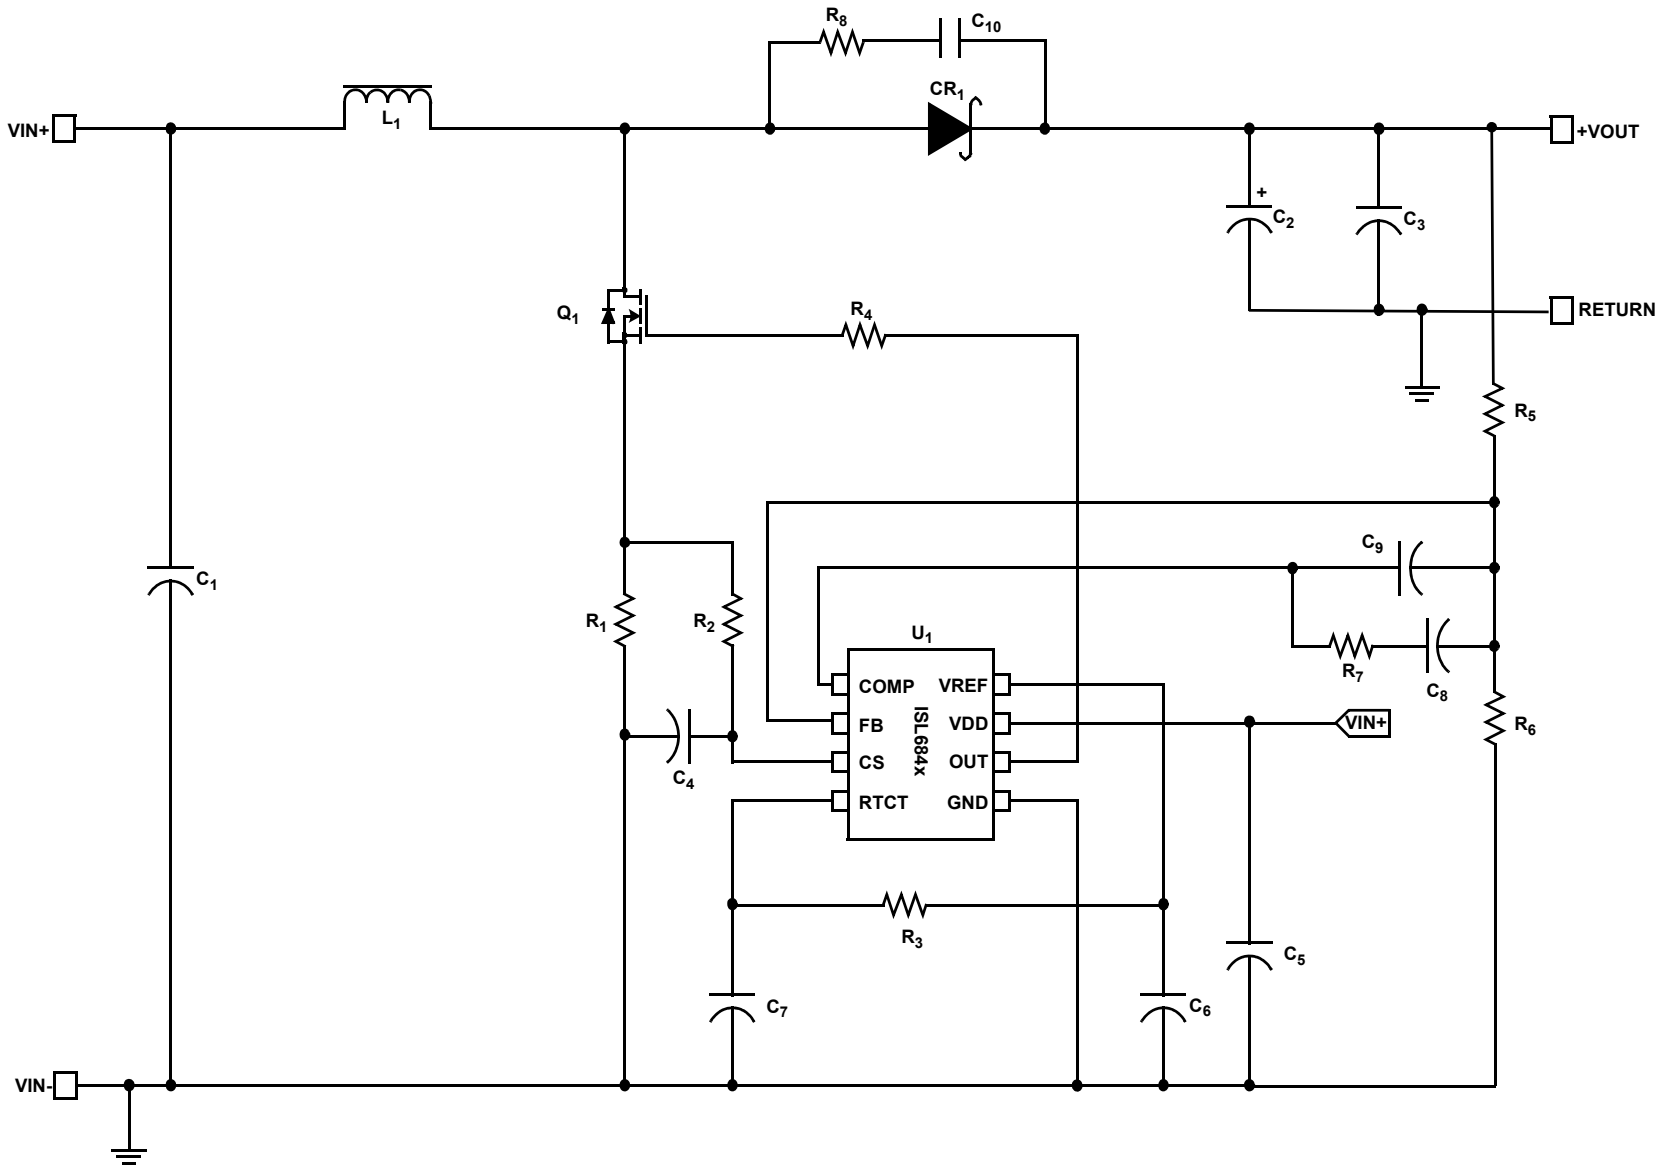 R8
C10
CR1
VIN+
L1
+VOUT
+
C2
C3
Q1
R4
RETURN
R5
C9
C1
R1
R2
U1
R7
C8
COMP
VREF
FB
VDD
VIN+
R6
ISL684x
CS
OUT
C4
RTCT
GND
R3
C5
C7
C6
VIN-